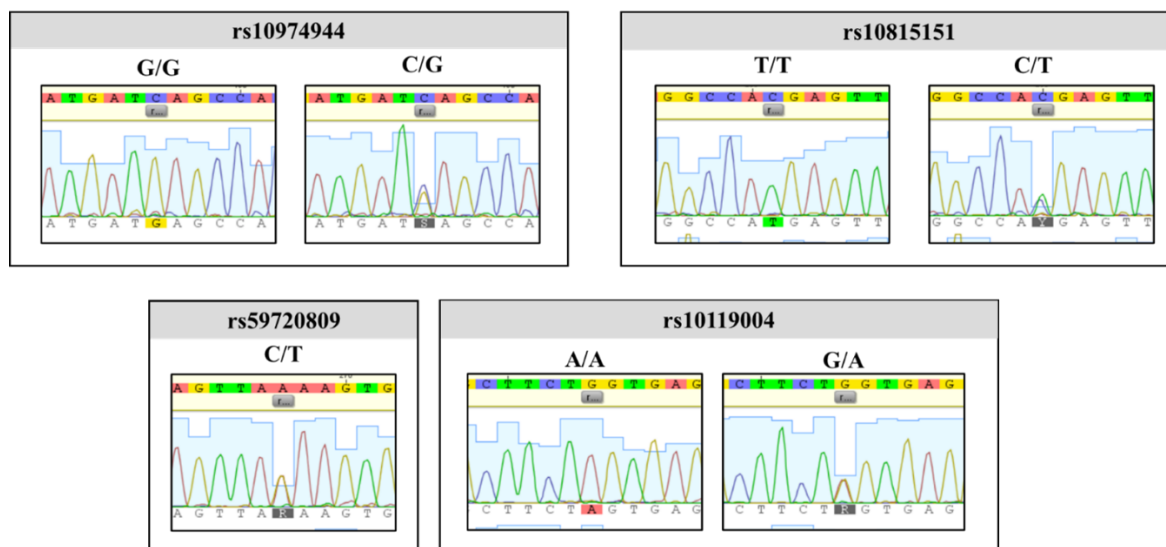 rs10974944
G/G
C/G
A T G A T C A G C C A
r...
A T G A T G A G C C A
A T G A T C A G C C A
r...
A T G A T S A G C C A
rs10815151
T/T
C/T
G G C C A C G A G T T
r...
G G C C A T G A G T T
G G C C A C G A G T T
r...
G G C C A Y G A G T T
rs59720809
C/T
A G T T A A A A G T G
r...
A G T T A R A A G T G
rs10119004
A/A
G/A
C T T C T G G T G A G
r...
C T T C T A G T G A G
C T T C T G G T G A G
r...
C T T C T R G T G A G